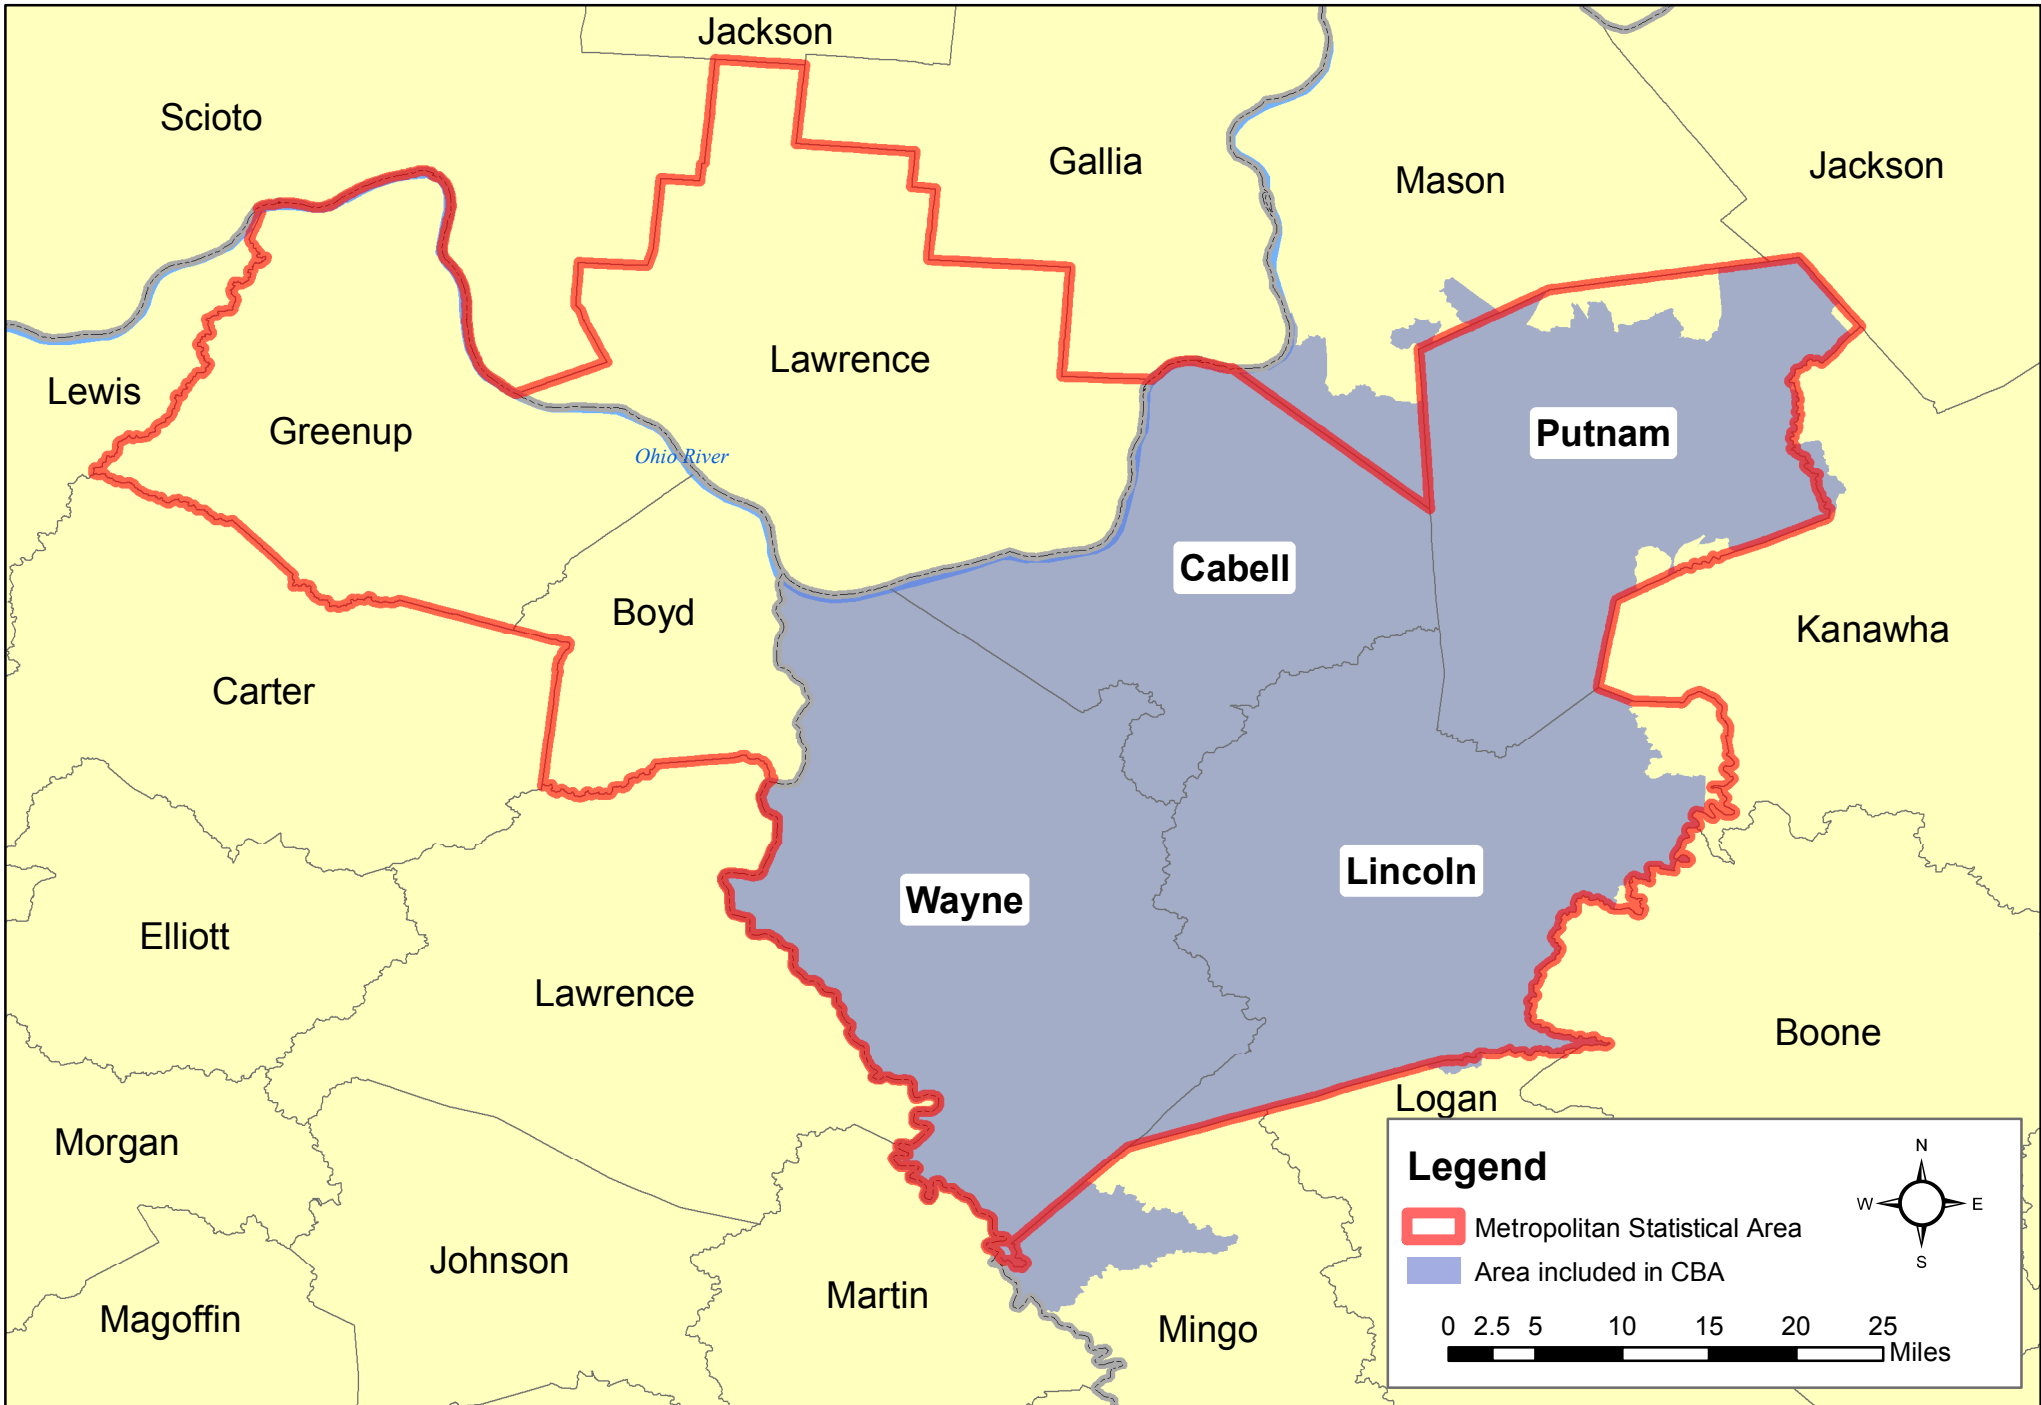 Jackson
Scioto
Gallia
Mason
Jackson
Lawrence
Lewis
Greenup
Putnam
Ohio River
Cabell
Boyd
Kanawha
Carter
Lincoln
Wayne
Elliott
Lawrence
Boone
Logan
Morgan
Johnson
Martin
Magoffin
Mingo
Legend
N
W E
S
Metropolitan Statistical Area
Area included in CBA
0 2.5 5 10 15 20 25
Miles